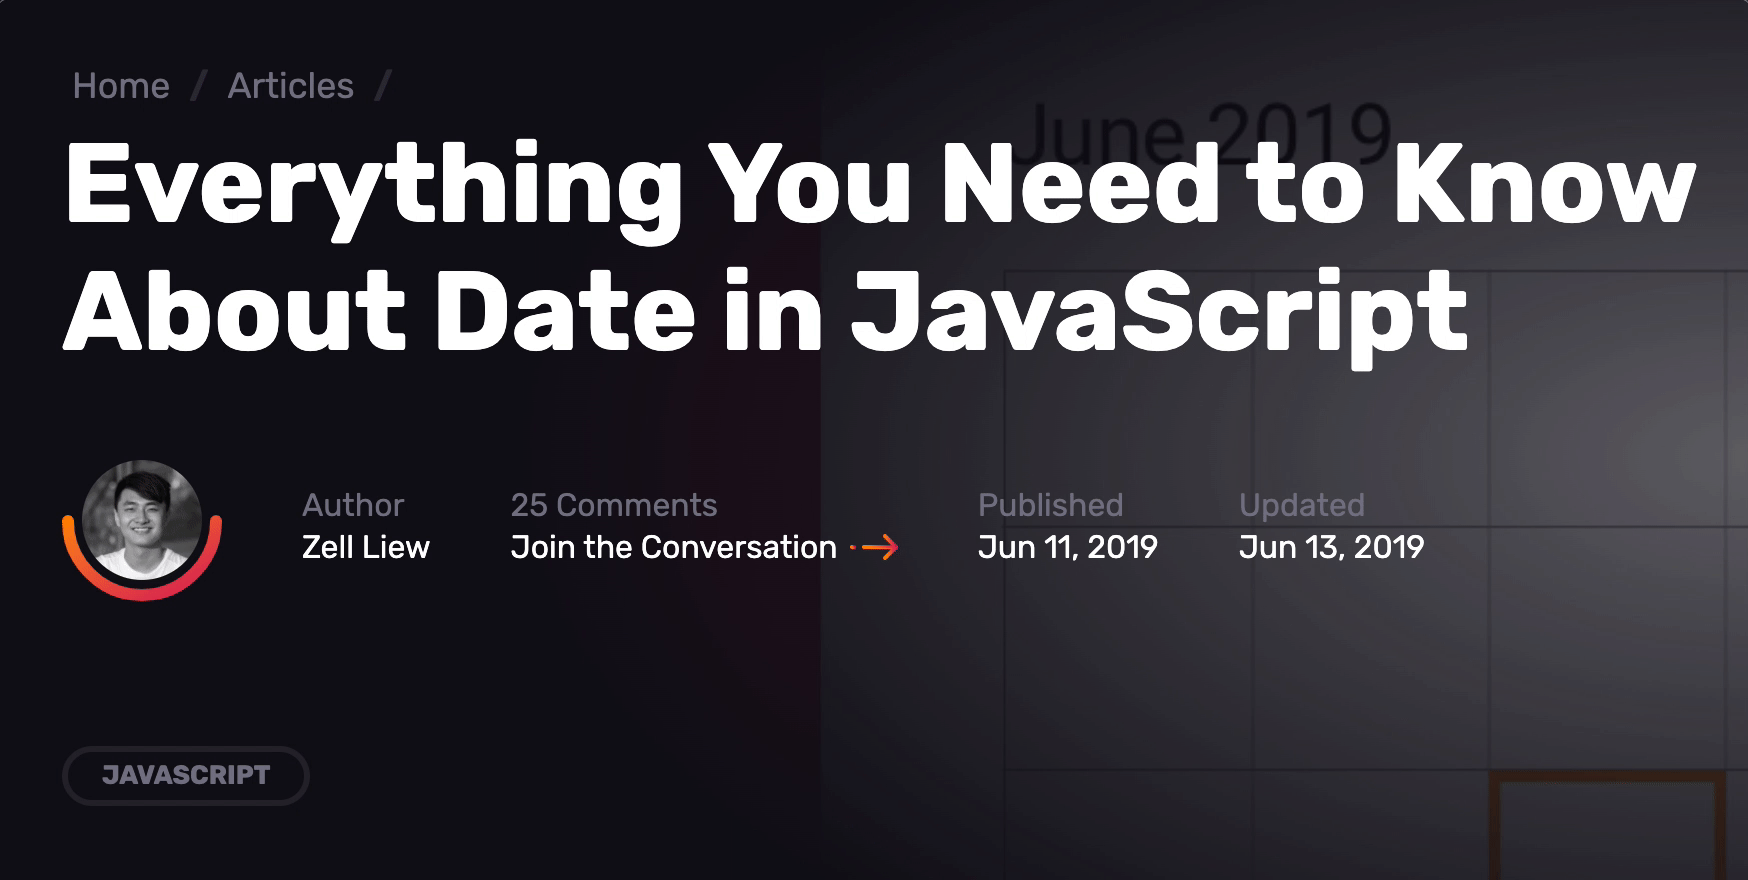 Home / Articles /
June 2019
Everything You Need to Know
About Date in JavaScript
Author
Zell Liew
25 Comments
Join the Conversation
Published
Jun 11, 2019
Updated
Jun 13, 2019
JAVASCRIPT